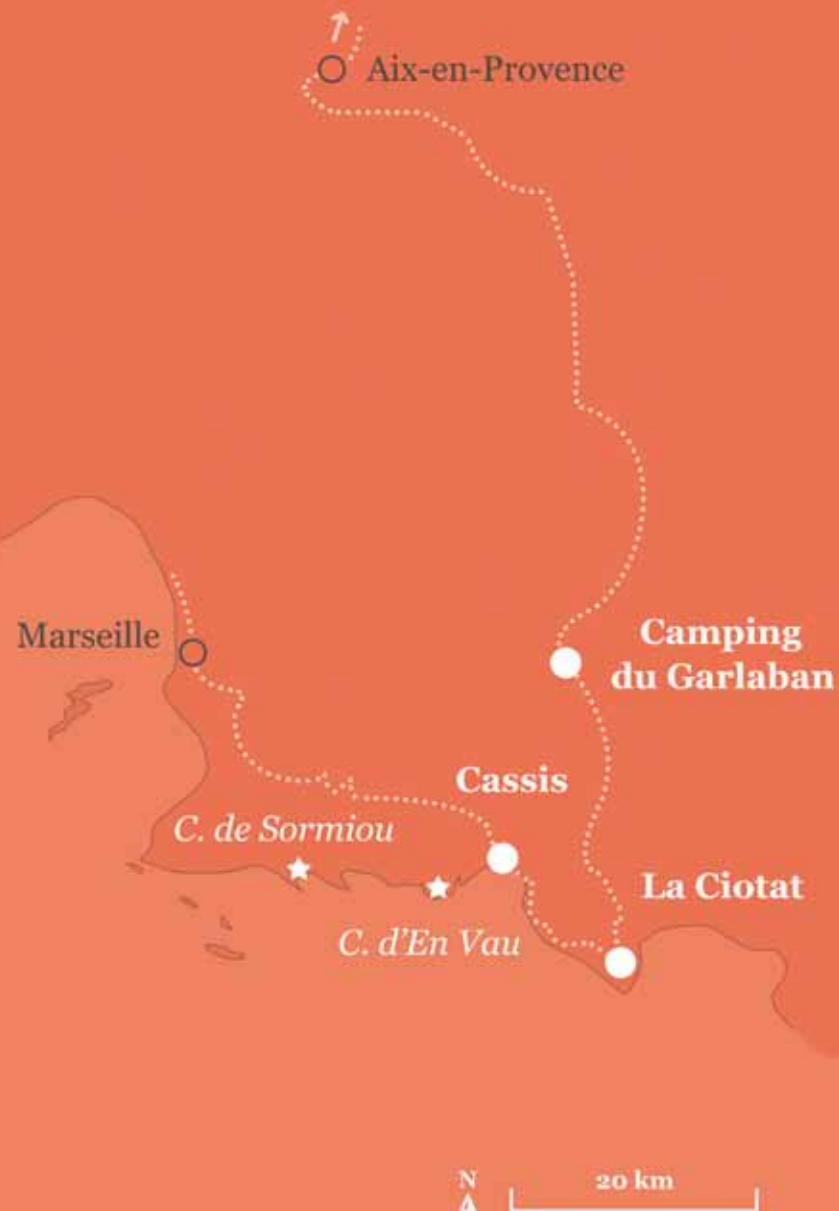 Aix-en-Provence
Marseille
Camping
du Garlaban
Cassis
C. de Sormiou
La Ciotat
C. d'En Vau
N
20 km